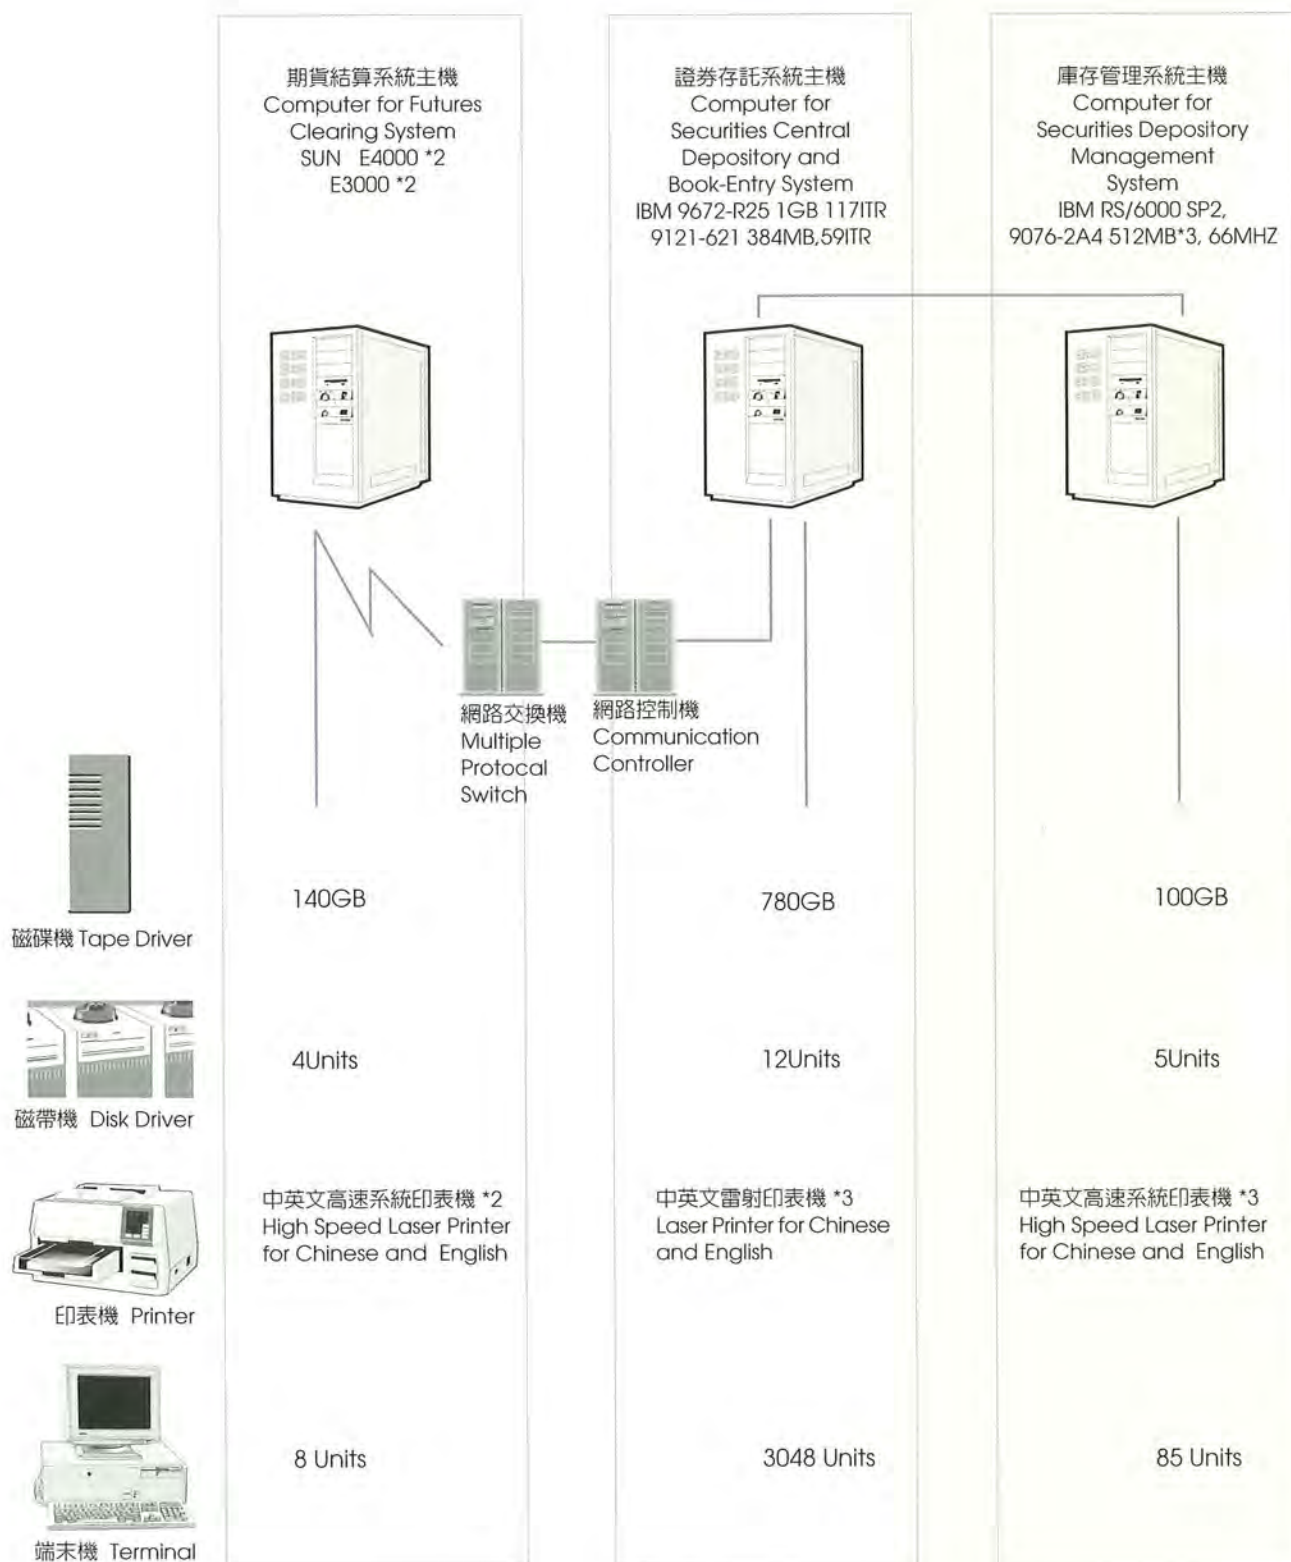 期貨結算系統主機
Computer for Futures
Clearing System
SUN E4000 *2
E3000 *2
證券存託系統主機
Computer for
Securities Central
Depository and
Book-Entry System
IBM 9672-R25 1GB 117ITR
9121-621 384MB,59ITR
庫存管理系統主機
Computer for
Securities Depository
Management
System
IBM RS/6000 SP2,
9076-2A4 512MB*3, 66MHZ
網路交換機
Multiple
Protocal
Switch
網路控制機
Communication
Controller
磁碟機 Tape Driver
140GB
780GB
100GB
磁帶機 Disk Driver
4Units
12Units
5Units
印表機 Printer
中英文高速系統印表機 *2
High Speed Laser Printer
for Chinese and English
中英文雷射印表機 *3
Laser Printer for Chinese
and English
中英文高速系統印表機 *3
High Speed Laser Printer
for Chinese and English
端末機 Terminal
8 Units
3048 Units
85 Units